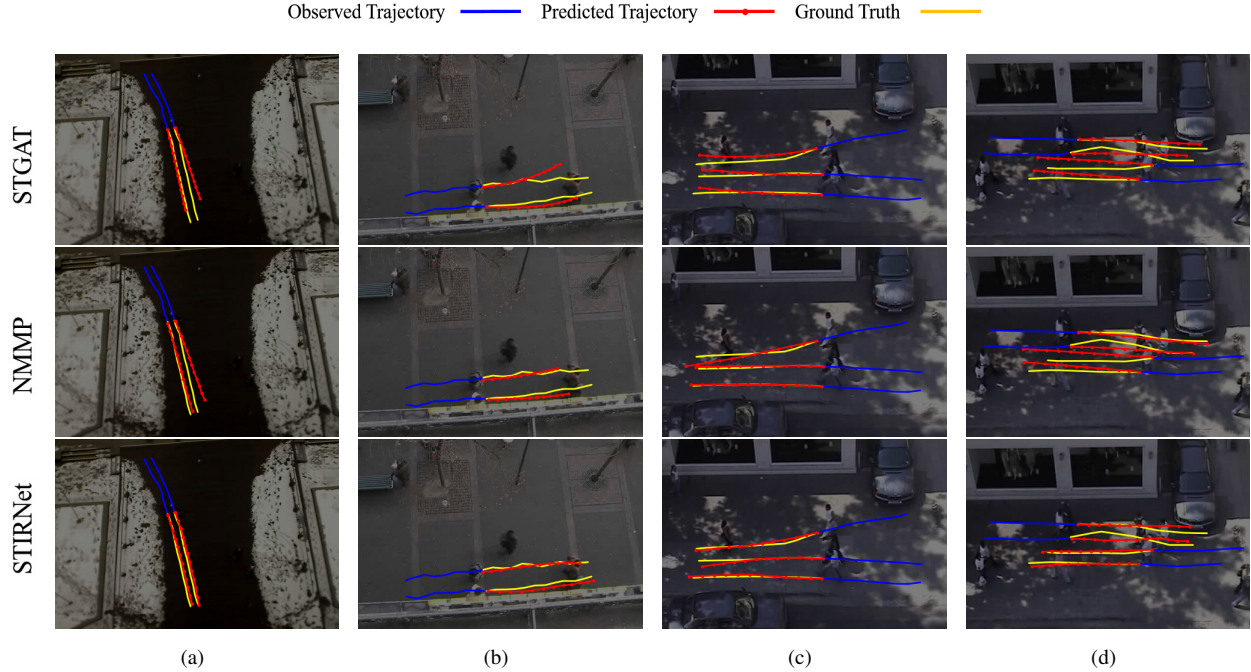 Observed Trajectory Predicted Trajectory Ground Truth
STGAT
NMMP
STIRNet
(a) (b) (c) (d)